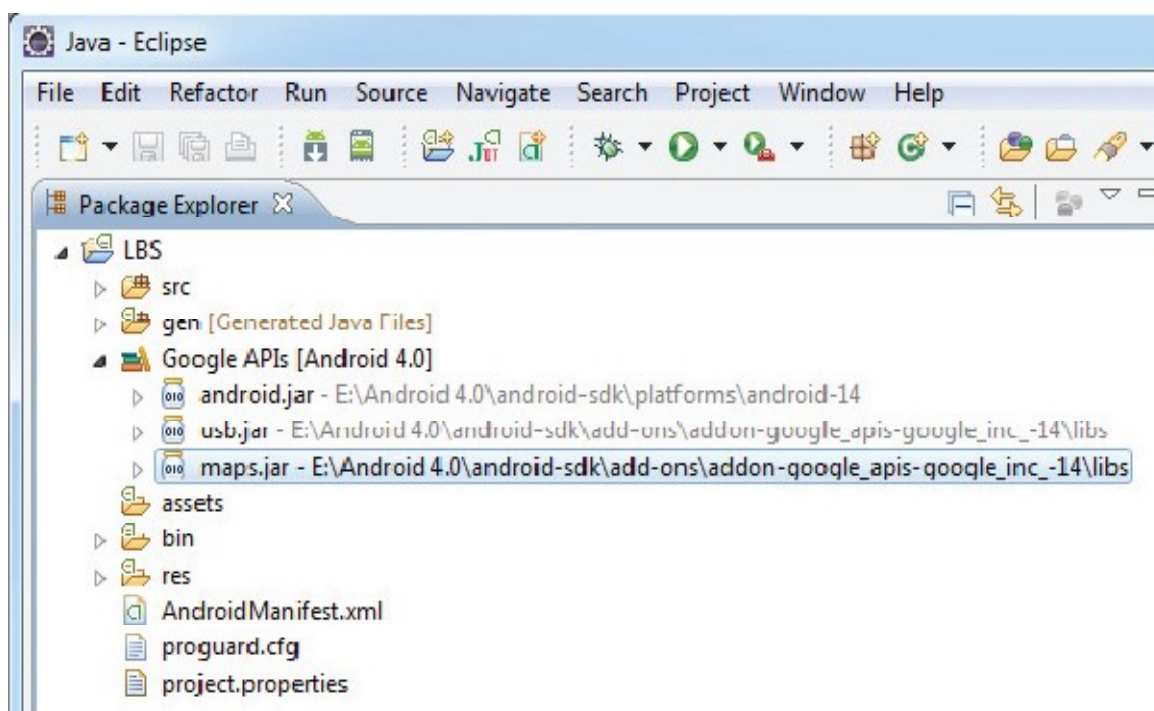 Java - Eclipse
File Edit Refactor Run Source Navigate Search Project Window Help
Package Explorer
LBS
src
gen [Generated Java Files]
Google APIs [Android 4.0]
android.jar - E:\Android 4.0\android-sdk\platforms\android-14
usb.jar - E:\Android 4.0\android-sdk\add-ons\addon-google_apis-google_inc_-14\libs
maps.jar - E:\Android 4.0\android-sdk\add-ons\addon-google_apis-google_inc_-14\libs
assets
bin
res
AndroidManifest.xml
proguard.cfg
project.properties